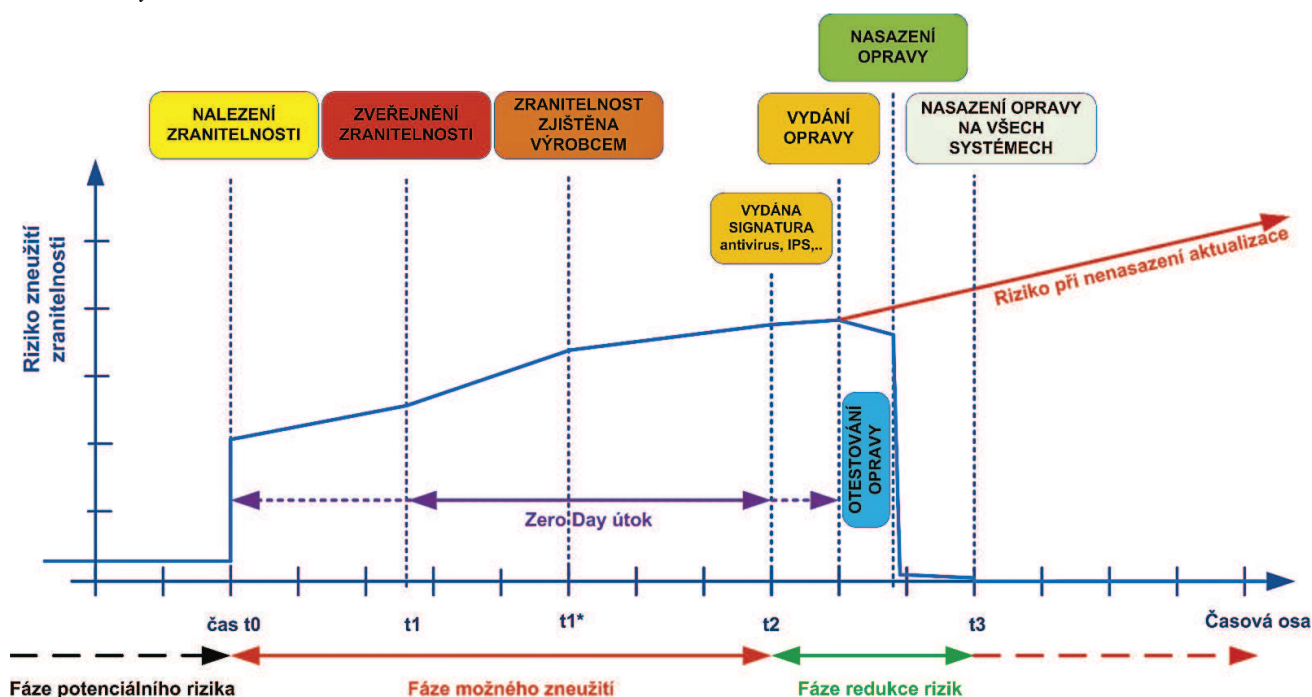 NASAZENÍ
OPRAVY
NALEZENÍ
ZRANITELNOSTI
ZVEŘEJNĚNÍ
ZRANITELNOSTI
ZRANITELNOST
ZJIŠTĚNA
VÝROBCEM
VYDÁNÍ
OPRAVY
NASAZENÍ OPRAVY
NA VŠECH
SYSTÉMECH
VYDÁNA
SIGNATURA
antivirus, IPS,..
Riziko zneužití
zranitelnosti
Riziko při nenasazení aktualizace
OTESTOVÁNÍ
OPRAVY
Zero Day útok
čas t0
t1
t1*
t2
t3
Časová osa
Fáze potenciálního rizika
Fáze možného zneužití
Fáze redukce rizik